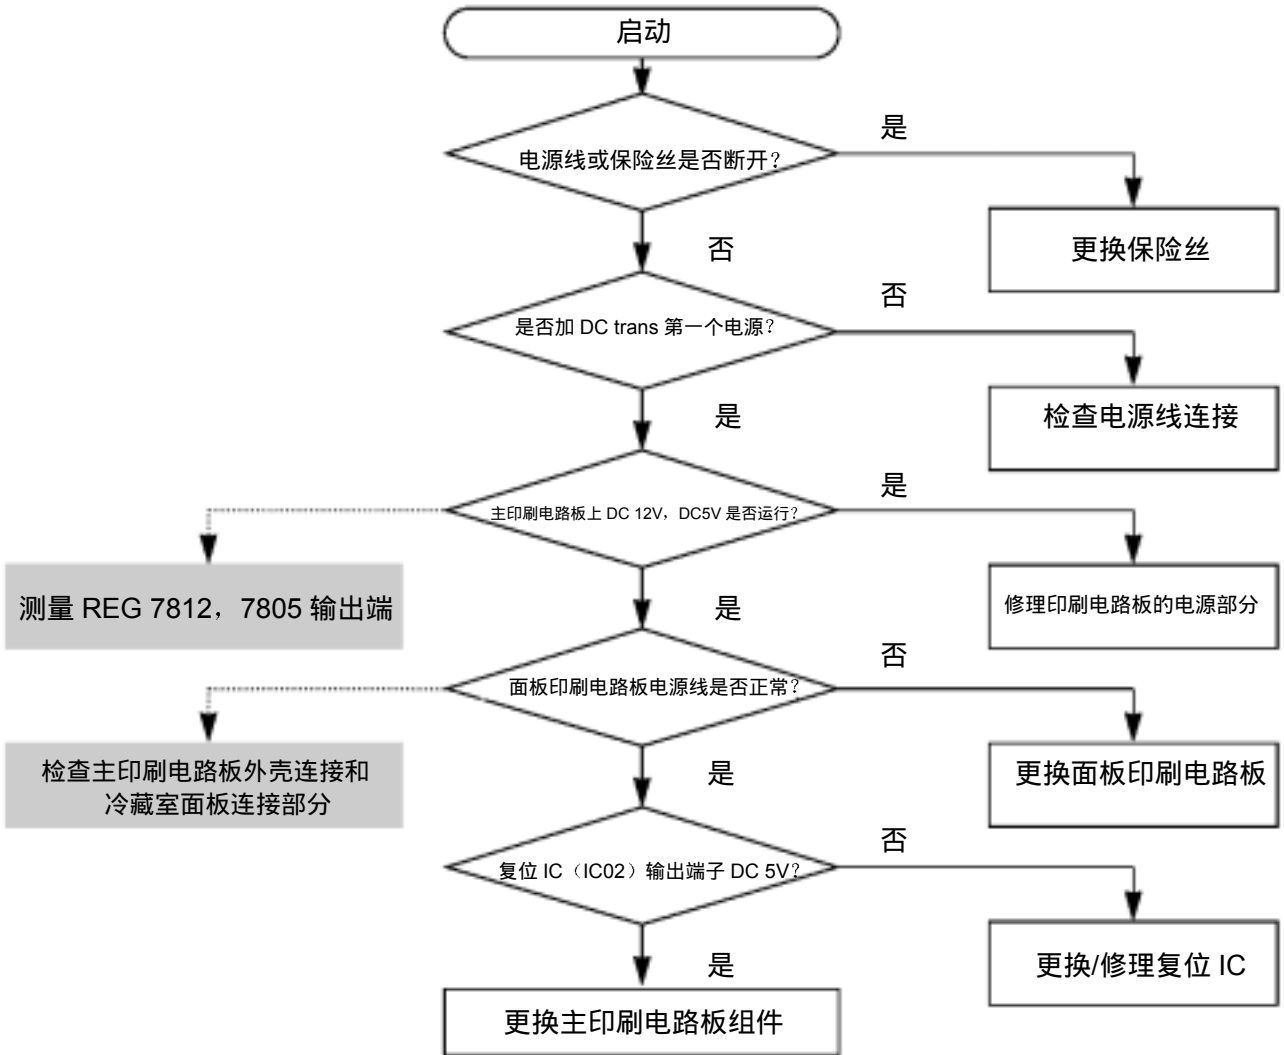 启动
电源线或保险丝是否断开？
是
更换保险丝
否
是否加 DC trans 第一个电源？
否
检查电源线连接
是
主印刷电路板上 DC 12V，DC5V 是否运行？
是
测量 REG 7812，7805 输出端
修理印刷电路板的电源部分
是
面板印刷电路板电源线是否正常？
否
检查主印刷电路板外壳连接和
冷藏室面板连接部分
更换面板印刷电路板
是
复位 IC（IC02）输出端子 DC 5V？
否
更换/修理复位 IC
是
更换主印刷电路板组件